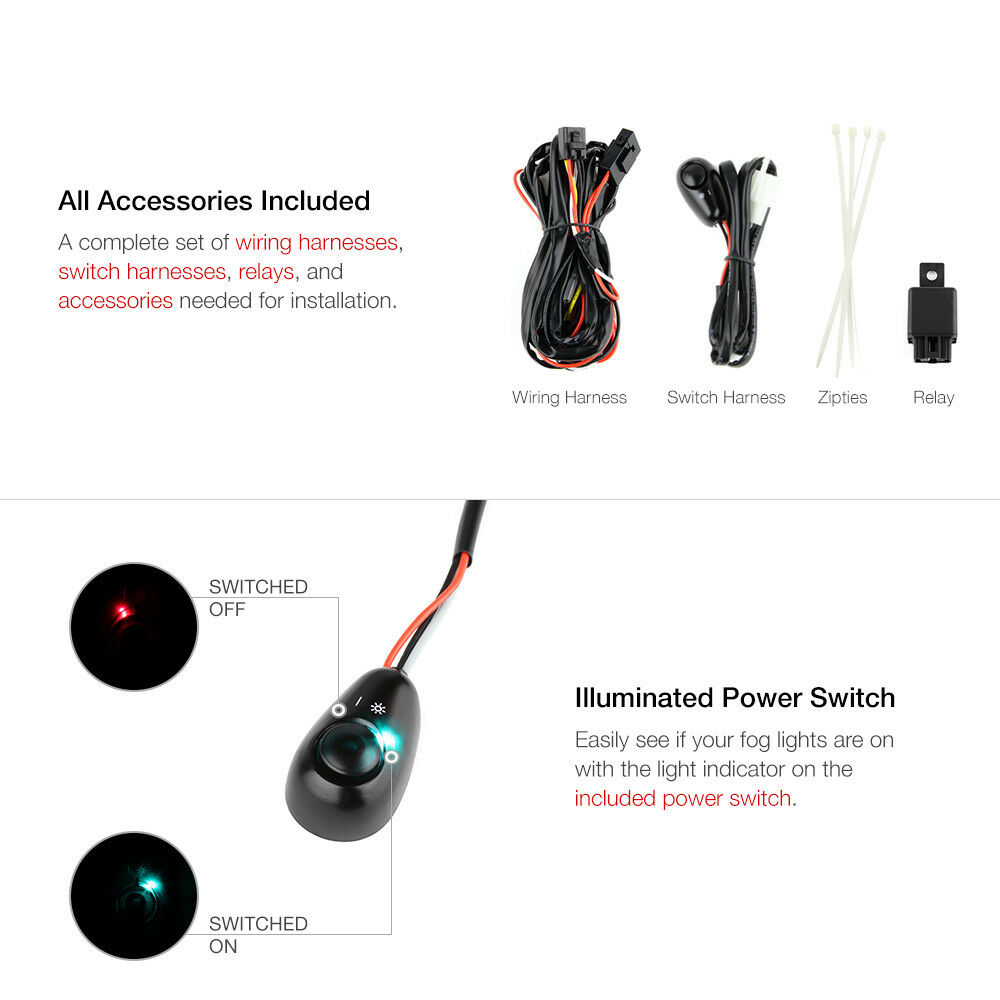 All Accessories Included
A complete set of wiring harnesses,
switch harnesses, relays, and
accessories needed for installation.
Wiring Harness
Switch Harness
Zipties
Relay
SWITCHED
OFF
Illuminated Power Switch
Easily see if your fog lights are on
with the light indicator on the
included power switch.
SWITCHED
ON